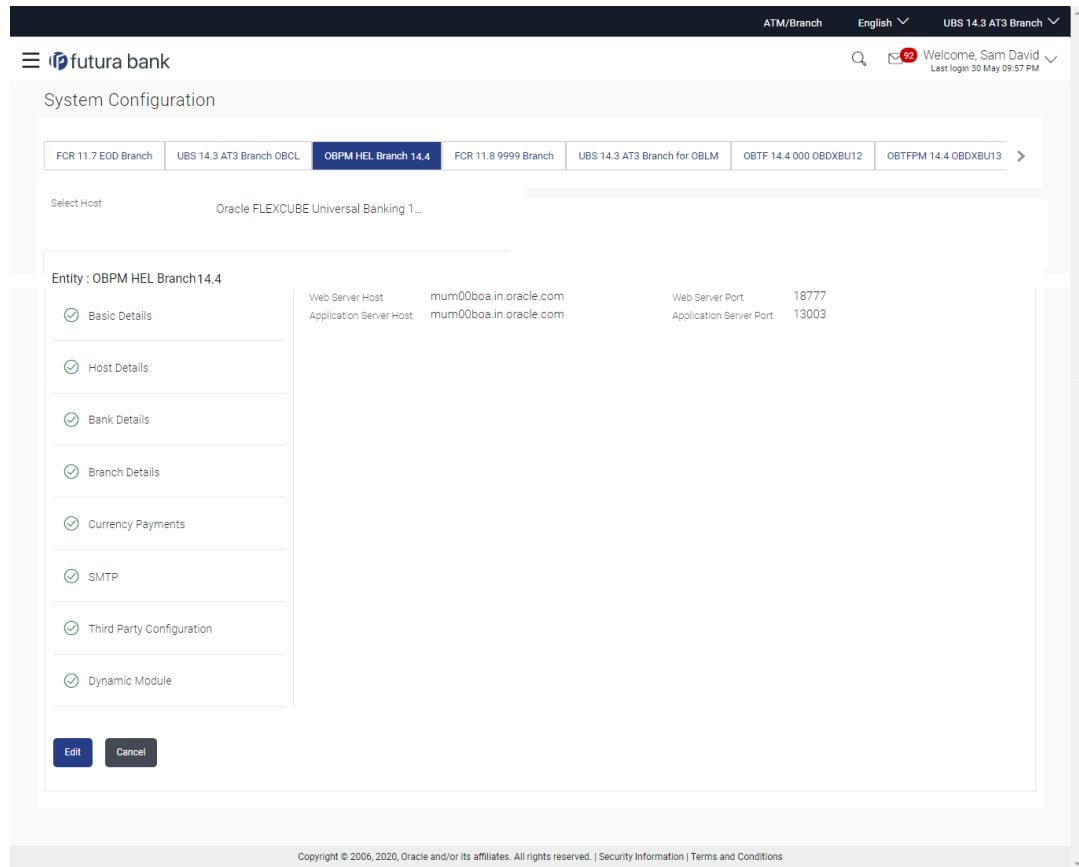 ATM/Branch English UBS 14.3 AT3 Branch
futura bank 92 Welcome, Sam David
Last login 30 May 09:57 PM
System Configuration
FCR 11.7 EOD Branch UBS 14.3 AT3 Branch OBCL OBPM HEL Branch 14.4 FCR 11.8 9999 Branch UBS 14.3 AT3 Branch for OBLM OBTF 14.4 000 OBDXBU12 OBTFPM 14.4 OBDXBU13
Select Host Oracle FLEXCUBE Universal Banking 1...
Entity : OBPM HEL Branch14.4
Web Server Host mum00boa.in.oracle.com Web Server Port 18777
Application Server Host mum00boa.in.oracle.com Application Server Port 13003
Basic Details
Host Details
Bank Details
Branch Details
Currency Payments
SMTP
Third Party Configuration
Dynamic Module
Edit Cancel
Copyright © 2006, 2020, Oracle and/or its affiliates. All rights reserved. | Security Information | Terms and Conditions